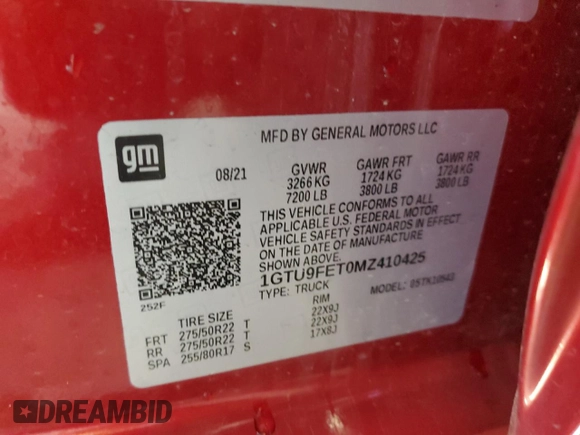 gm
MFD BY GENERAL MOTORS LLC
08/21
GVWR GAWR FRT GAWR RR
3266 KG 1724 KG 1724 KG
7200 LB 3800 LB 3800 LB
THIS VEHICLE CONFORMS TO ALL
APPLICABLE U.S. FEDERAL MOTOR
VEHICLE SAFETY STANDARDS IN EFFECT
ON THE DATE OF MANUFACTURE
SHOWN ABOVE.
1GTU9FET0MZ410425
TYPE: TRUCK MODEL:
252F
TIRE SIZE RIM
FRT 275/50R22 T 22X9J
RR 275/50R22 T 22X9J
SPA 255/80R17 S 17X8J
DREAMBID